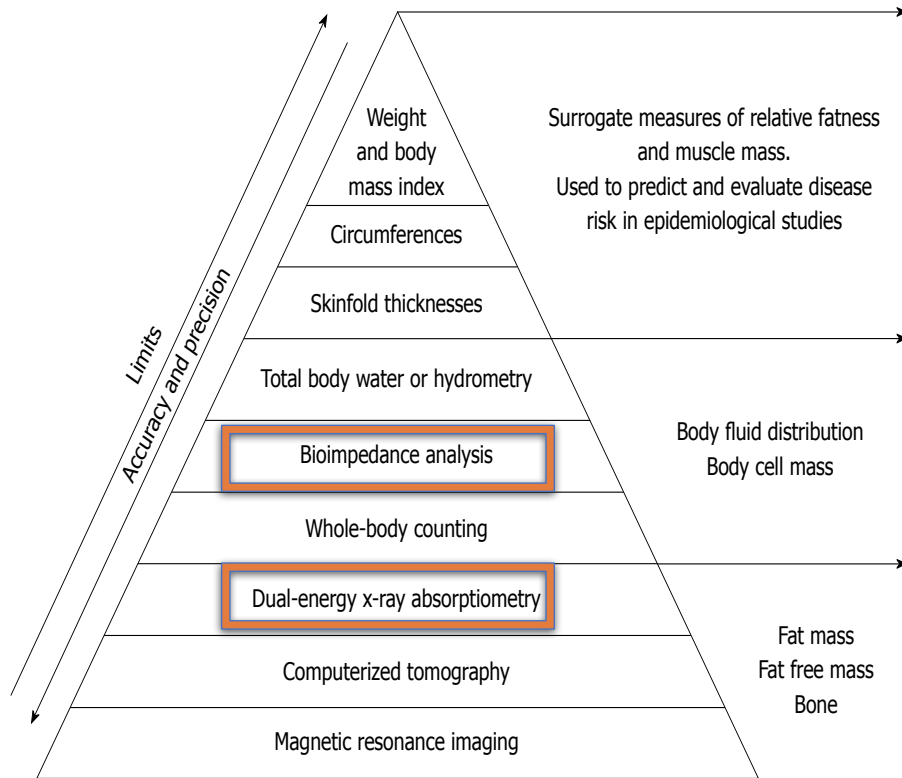 Weight
and body
mass index
Surrogate measures of relative fatness
and muscle mass.
Used to predict and evaluate disease
risk in epidemiological studies
Circumferences
Skinfold thicknesses
Limits
Accuracy and precision
Total body water or hydrometry
Bioimpedance analysis
Body fluid distribution
Body cell mass
Whole-body counting
Dual-energy x-ray absorptiometry
Computerized tomography
Fat mass
Fat free mass
Bone
Magnetic resonance imaging